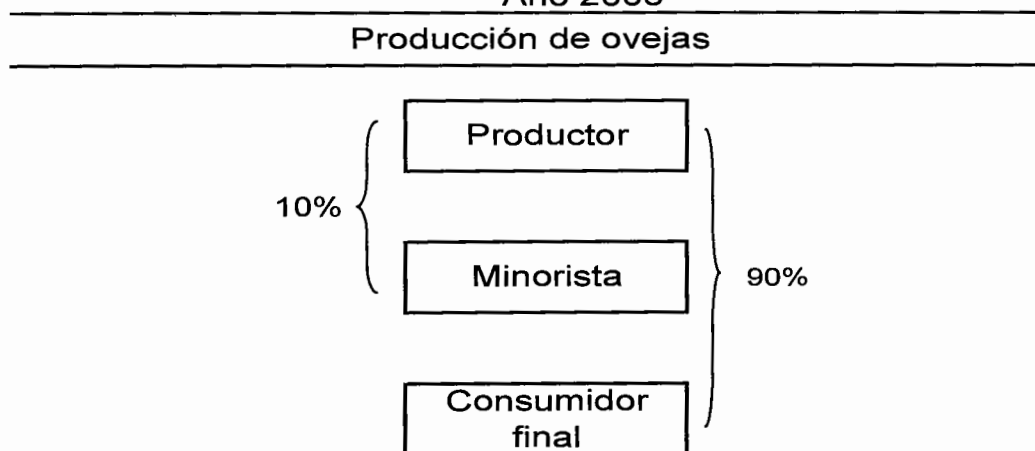 Producción de ovejas
Productor
10%
Minorista
90%
Consumidor
final